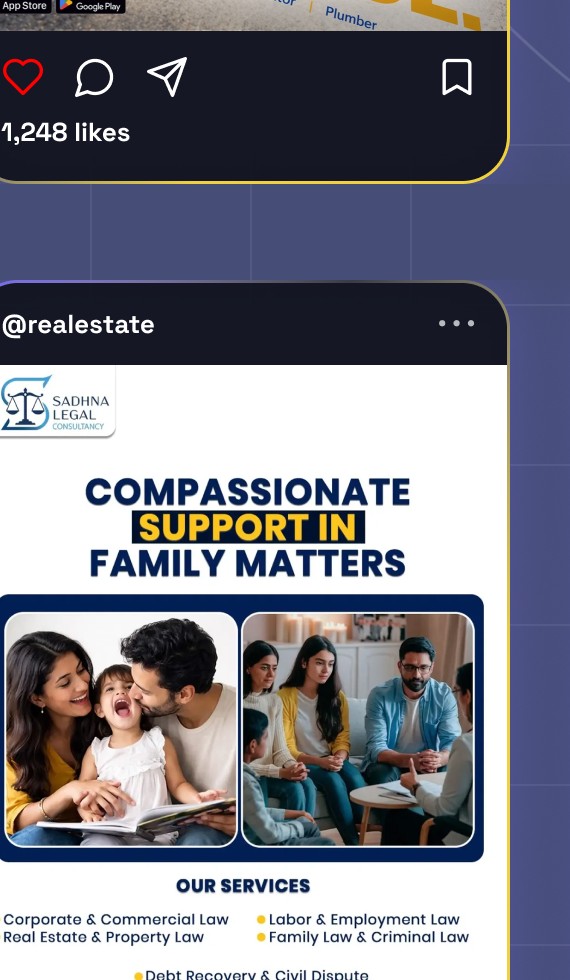 App Store
Google Play
Plumber
1,248 likes
@realestate
SADHNA
LEGAL
CONSULTANCY
COMPASSIONATE
SUPPORT IN
FAMILY MATTERS
OUR SERVICES
Corporate & Commercial Law
Labor & Employment Law
Real Estate & Property Law
Family Law & Criminal Law
Debt Recovery & Civil Dispute